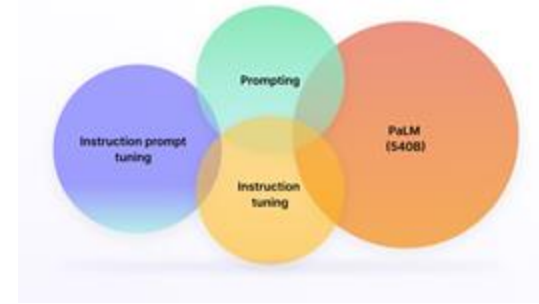 Prompting
Instruction prompt
tuning
PaLM
(540B)
Instruction
tuning